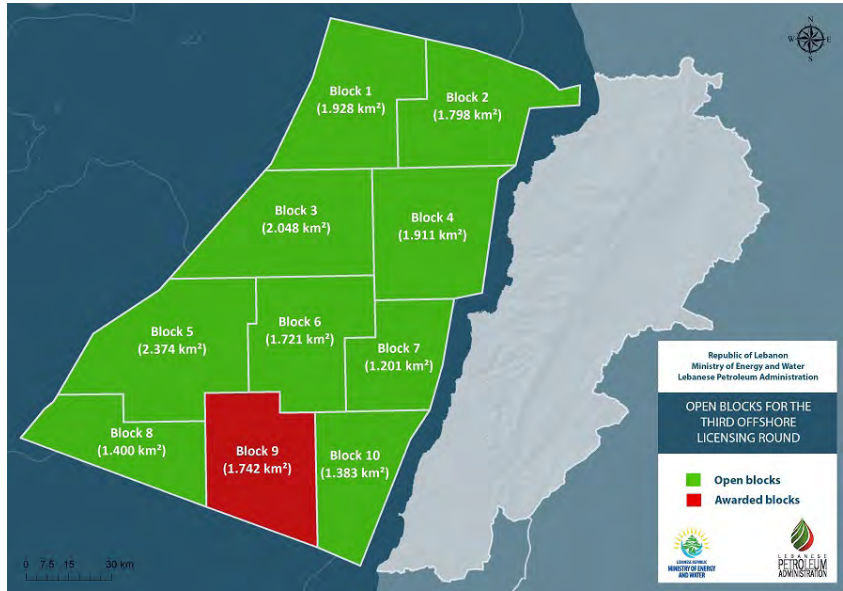 N
W
E
S
Block 1
(1.928 km²)
Block 2
(1.798 km²)
Block 3
(2.048 km²)
Block 4
(1.911 km²)
Block 5
(2.374 km²)
Block 6
(1.721 km²)
Block 7
(1.201 km²)
Block 8
(1.400 km²)
Block 9
(1.742 km²)
Block 10
(1.383 km²)
Republic of Lebanon
Ministry of Energy and Water
Lebanese Petroleum Administration
OPEN BLOCKS FOR THE
THIRD OFFSHORE
LICENSING ROUND
Open blocks
Awarded blocks
LEBANESE REPUBLIC
MINISTRY OF ENERGY
AND WATER
LEBANESE
PETROLEUM
ADMINISTRATION
0 7.5 15 30 km